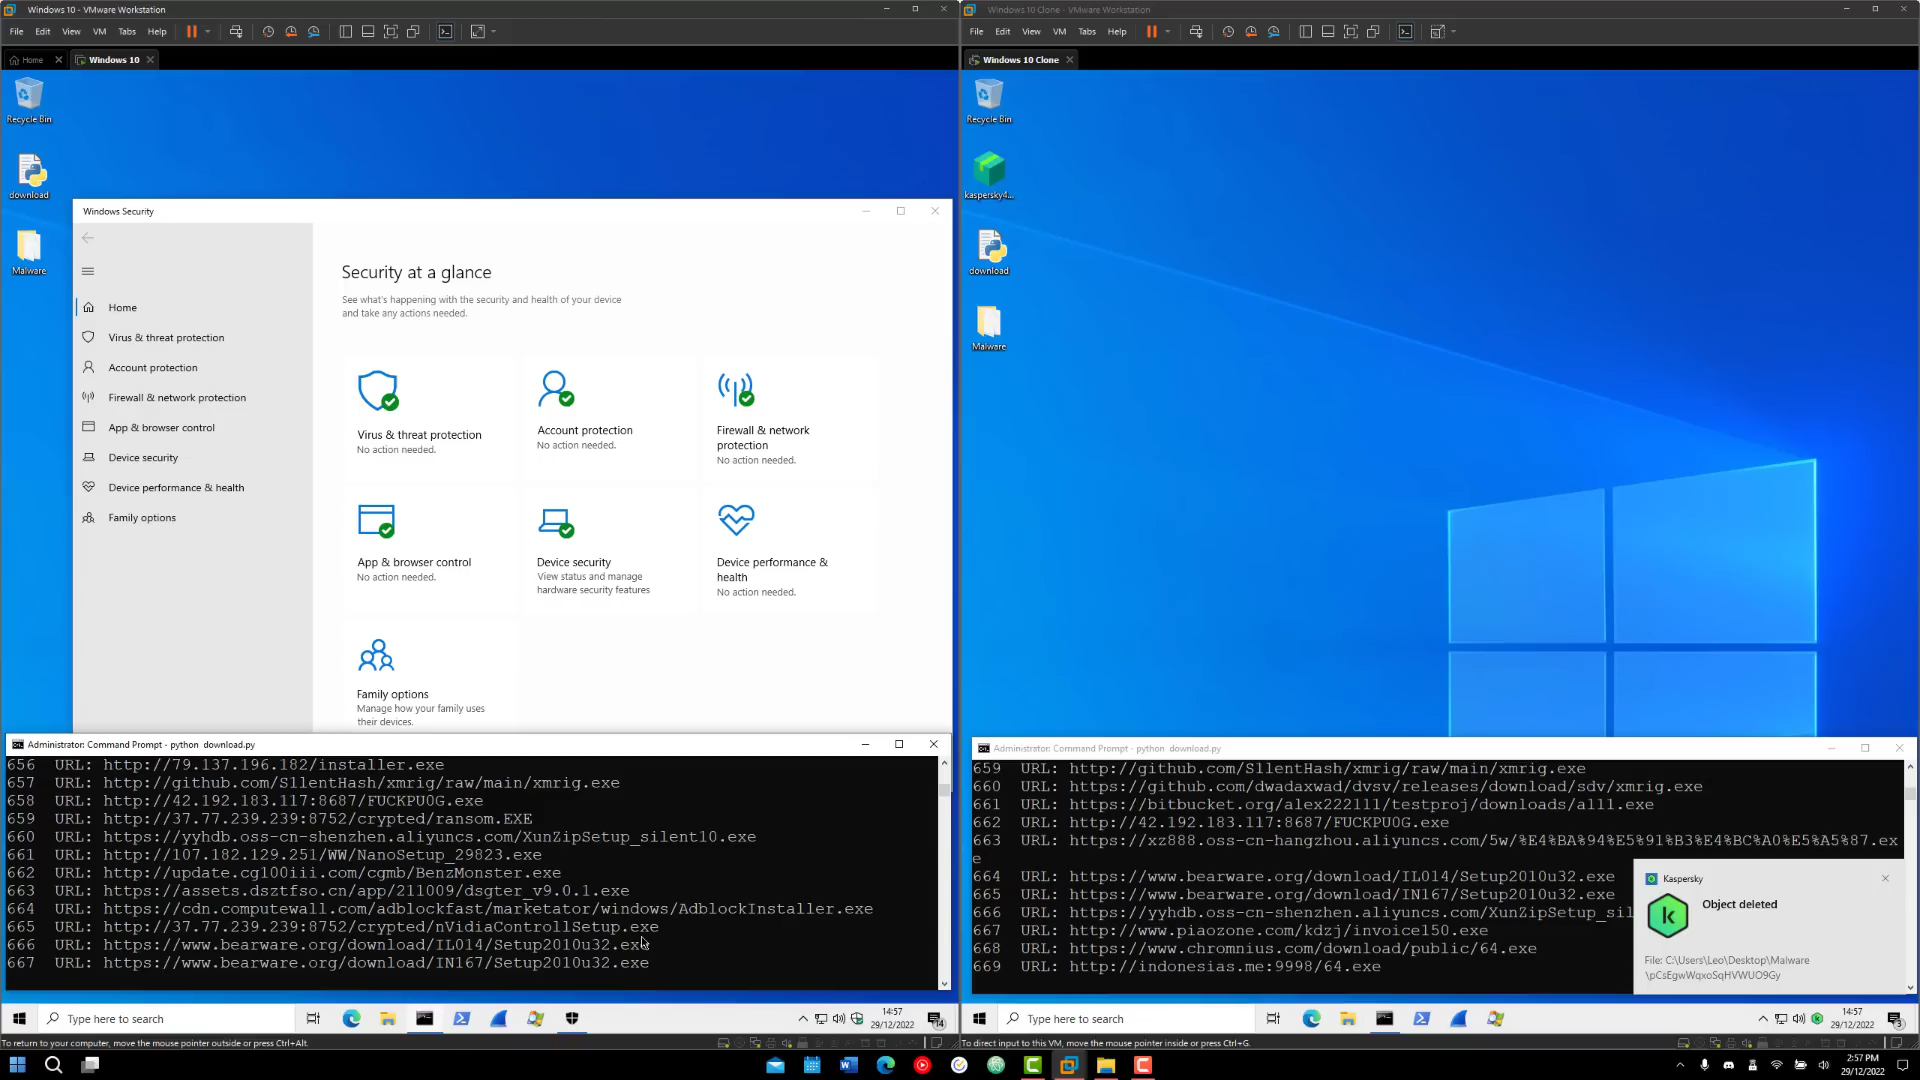 Windows 10 - VMware Workstation
File Edit View VM Tabs Help
Home
Windows 10
Recycle Bin
download
Malware
Windows Security
Home
Virus & threat protection
Account protection
Firewall & network protection
App & browser control
Device security
Device performance & health
Family options
Security at a glance
See what's happening with the security and health of your device
and take any actions needed.
Virus & threat protection
No action needed.
Account protection
No action needed.
Firewall & network
protection
No action needed.
App & browser control
No action needed.
Device security
View status and manage
hardware security features
Device performance &
health
No action needed.
Family options
Manage how your family uses
their devices.
Administrator: Command Prompt - python download.py
656 URL: http://79.137.196.182/installer.exe
657 URL: http://github.com/SllentHash/xmrig/raw/main/xmrig.exe
658 URL: http://42.192.183.117:8687/FUCKPU0G.exe
659 URL: http://37.77.239.239:8752/crypted/ransom.EXE
660 URL: https://yyhdb.oss-cn-shenzhen.aliyuncs.com/XunZipSetup_silent10.exe
661 URL: http://107.182.129.251/WW/NanoSetup_29823.exe
662 URL: http://update.cg100iii.com/cgmb/BenzMonster.exe
663 URL: https://assets.dsztfso.cn/app/211009/dsgter_v9.0.1.exe
664 URL: https://cdn.computewall.com/adblockfast/marketator/windows/AdblockInstaller.exe
665 URL: http://37.77.239.239:8752/crypted/nVidiaControllSetup.exe
666 URL: https://www.bearware.org/download/IL014/Setup2010u32.exe
667 URL: https://www.bearware.org/download/IN167/Setup2010u32.exe
Type here to search
14:57
29/12/2022
14
To return to your computer, move the mouse pointer outside or press Ctrl+Alt.
Windows 10 Clone - VMware Workstation
File Edit View VM Tabs Help
Windows 10 Clone
Recycle Bin
kaspersky4...
download
Malware
Administrator: Command Prompt - python download.py
659 URL: http://github.com/SllentHash/xmrig/raw/main/xmrig.exe
660 URL: https://github.com/dwadaxwad/dvsv/releases/download/sdv/xmrig.exe
661 URL: https://bitbucket.org/alex222111/testproj/downloads/a111.exe
662 URL: http://42.192.183.117:8687/FUCKPU0G.exe
663 URL: https://xz888.oss-cn-hangzhou.aliyuncs.com/5w/%E4%BA%94%E5%91%B3%E4%BC%A0%E5%A5%87.ex
e
664 URL: https://www.bearware.org/download/IL014/Setup2010u32.exe
665 URL: https://www.bearware.org/download/IN167/Setup2010u32.exe
666 URL: https://yyhdb.oss-cn-shenzhen.aliyuncs.com/XunZipSetup_sil
667 URL: http://www.piaozone.com/kdzj/invoice150.exe
668 URL: https://www.chromnius.com/download/public/64.exe
669 URL: http://indonesias.me:9998/64.exe
Kaspersky
Object deleted
File: C:\Users\Leo\Desktop\Malware
\pCsEgwWqxoSqHVWUO9Gy
Type here to search
14:57
29/12/2022
3
To direct input to this VM, move the mouse pointer inside or press Ctrl+G.
2:57 PM
29/12/2022